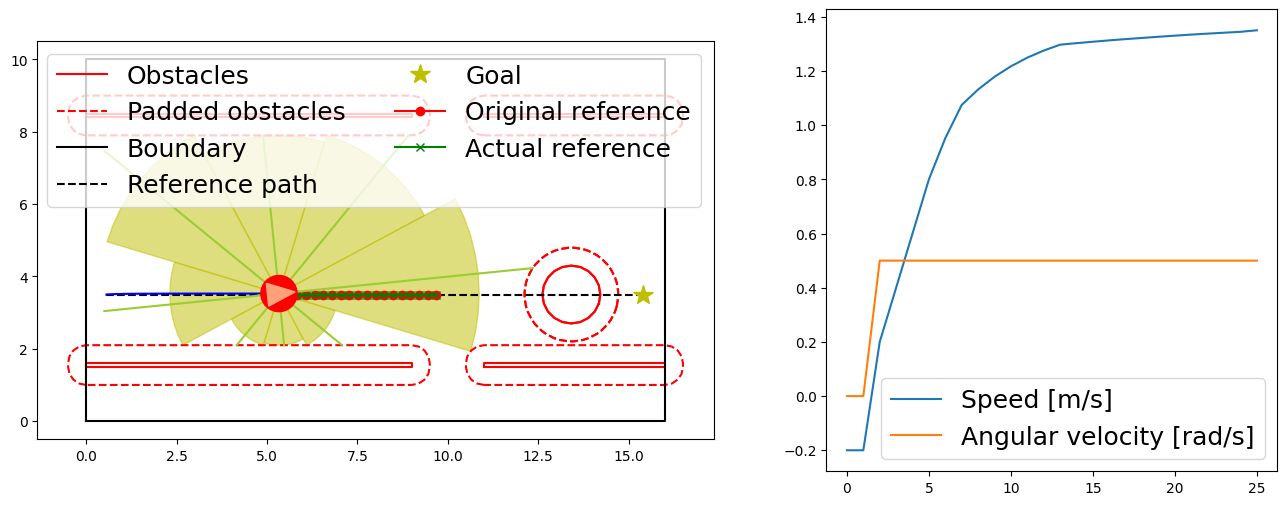 Obstacles
Padded obstacles
Boundary
Reference path
Goal
Original reference
Actual reference
10
8
6
4
2
0
0.0 2.5 5.0 7.5 10.0 12.5 15.0
1.4
1.2
1.0
0.8
0.6
0.4
0.2
0.0
−0.2
Speed [m/s]
Angular velocity [rad/s]
0 5 10 15 20 25